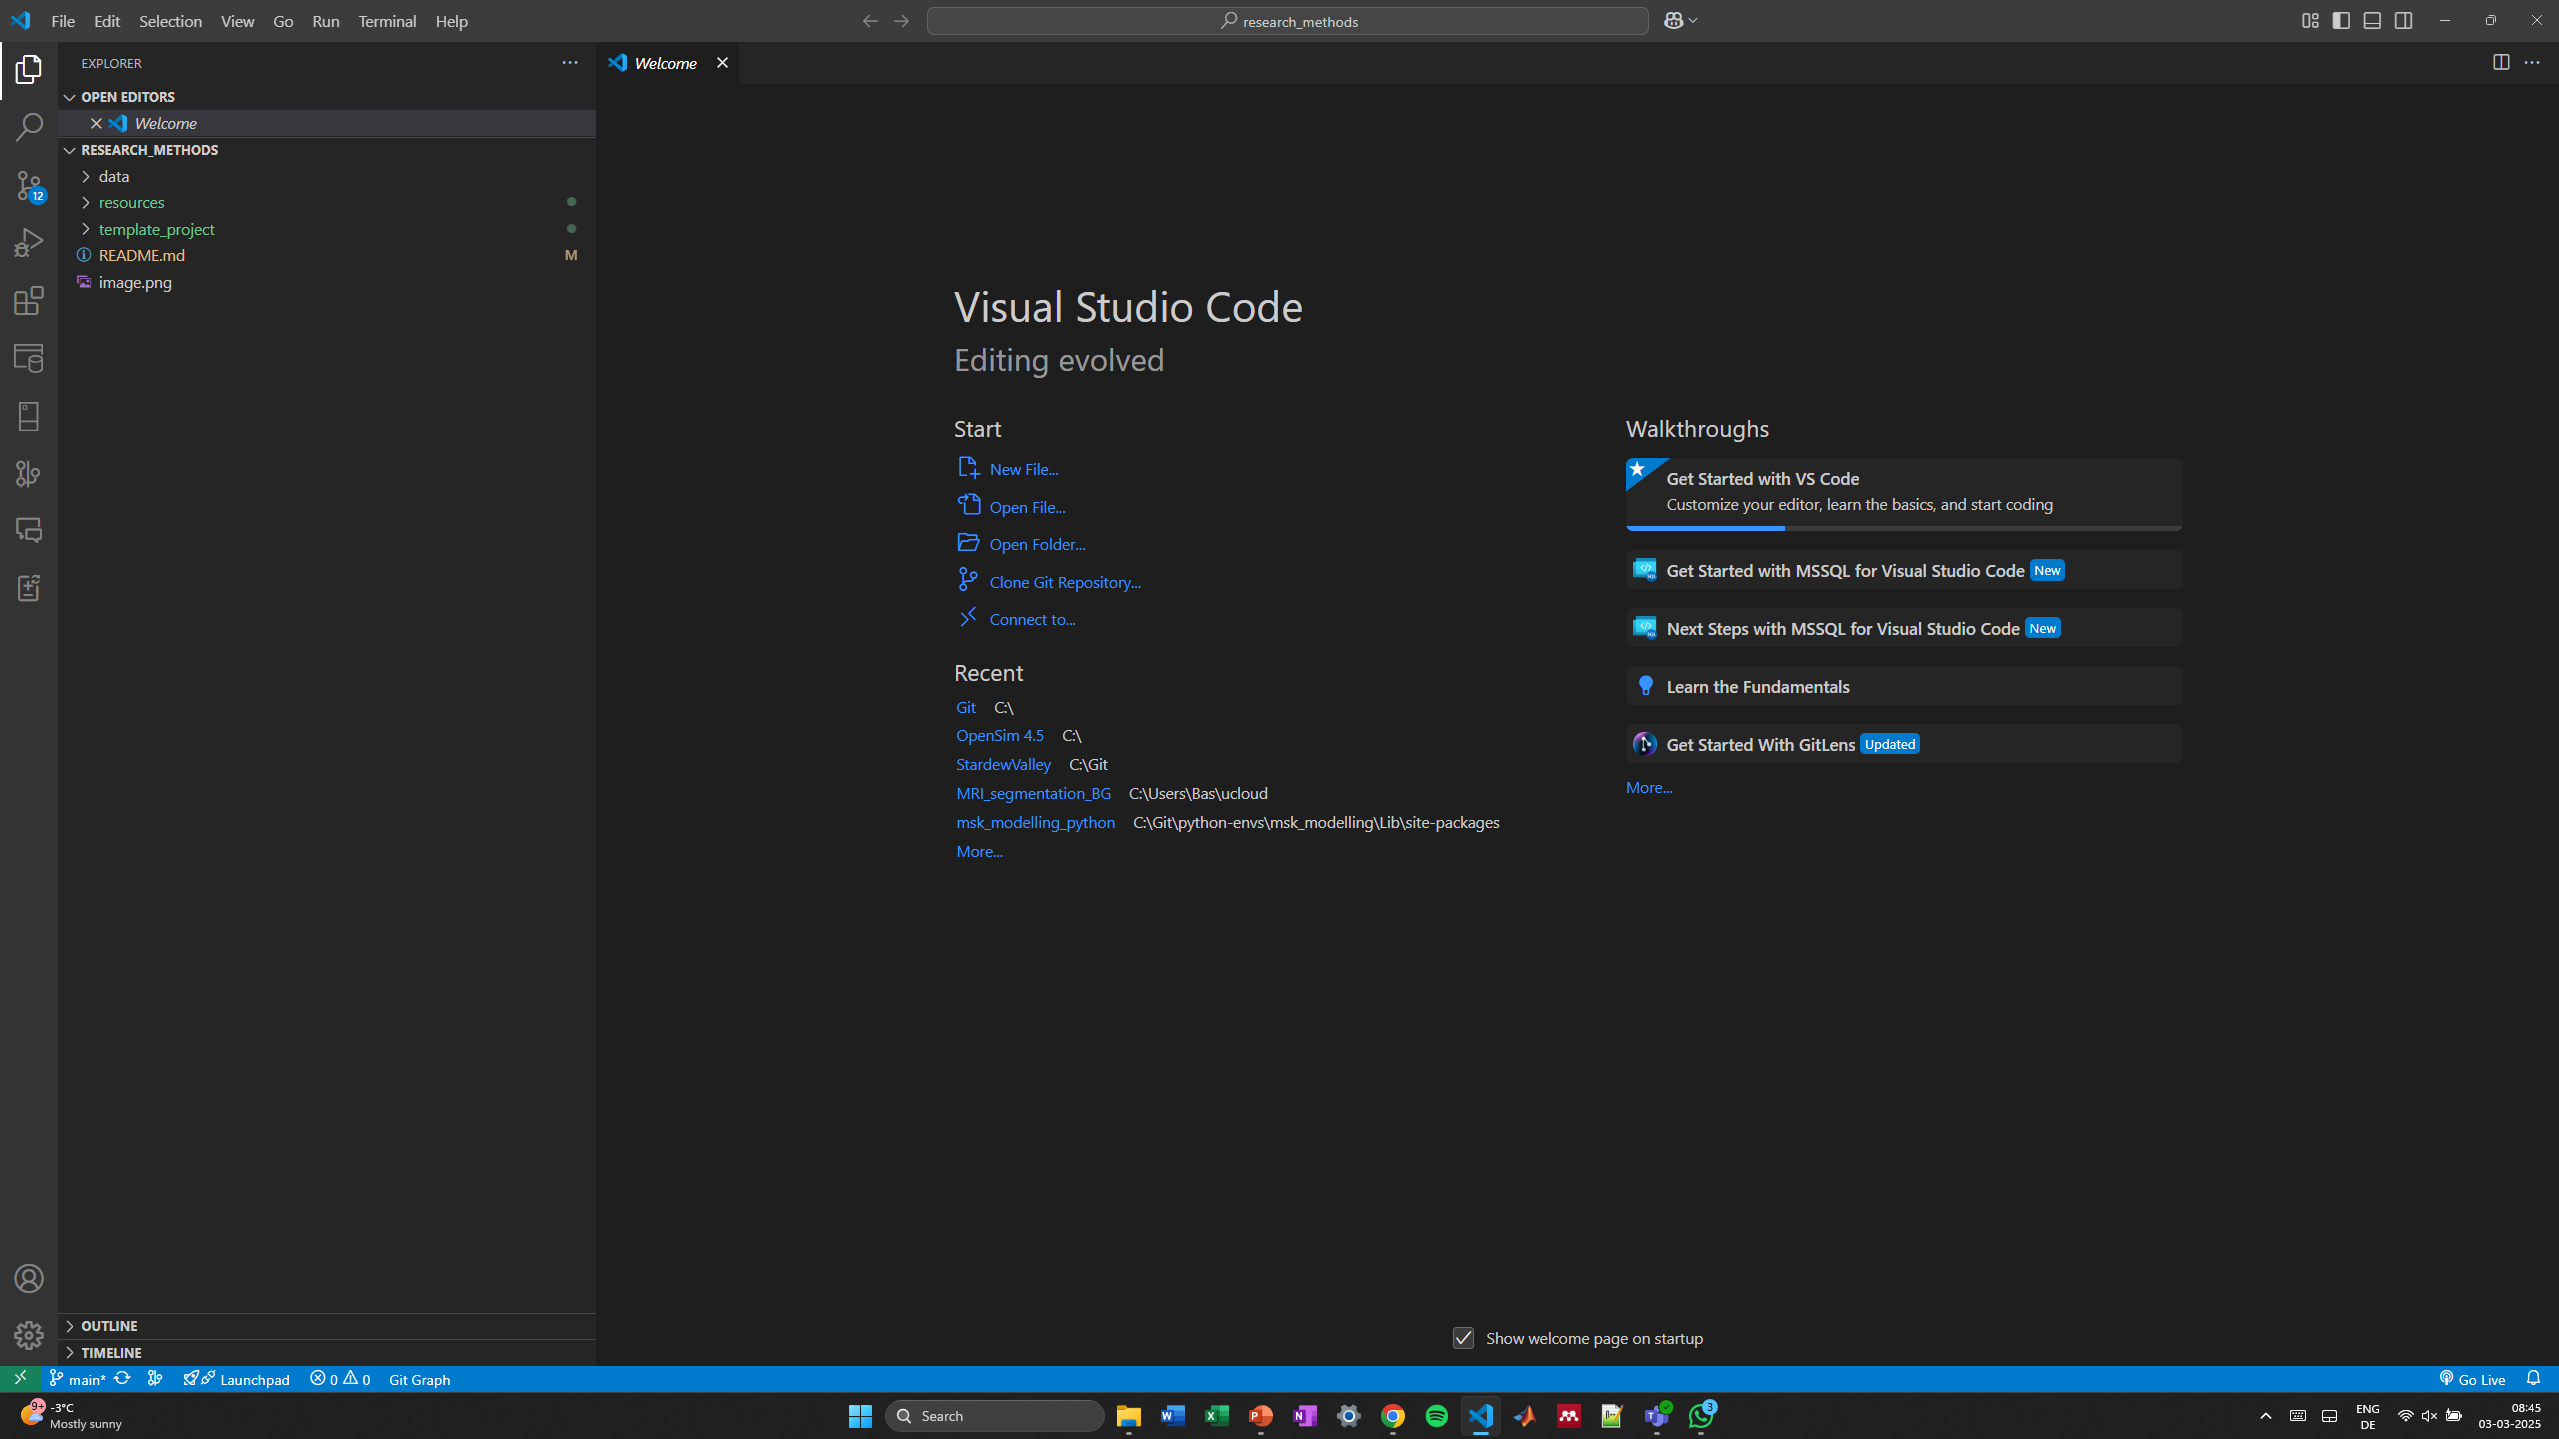 File Edit Selection View Go Run Terminal Help
research_methods
EXPLORER
OPEN EDITORS
Welcome
RESEARCH_METHODS
data
resources
template_project
README.md M
image.png
12
OUTLINE
TIMELINE
Welcome
Visual Studio Code
Editing evolved
Start
New File...
Open File...
Open Folder...
Clone Git Repository...
Connect to...
Recent
Git C:\
OpenSim 4.5 C:\
StardewValley C:\Git
MRI_segmentation_BG C:\Users\Bas\ucloud
msk_modelling_python C:\Git\python-envs\msk_modelling\Lib\site-packages
More...
Walkthroughs
Get Started with VS Code
Customize your editor, learn the basics, and start coding
Get Started with MSSQL for Visual Studio Code New
Next Steps with MSSQL for Visual Studio Code New
Learn the Fundamentals
Get Started With GitLens Updated
More...
Show welcome page on startup
main* Launchpad 0 0 Git Graph
Go Live
9+
-3°C
Mostly sunny
Search
3
ENG
DE
08:45
03-03-2025